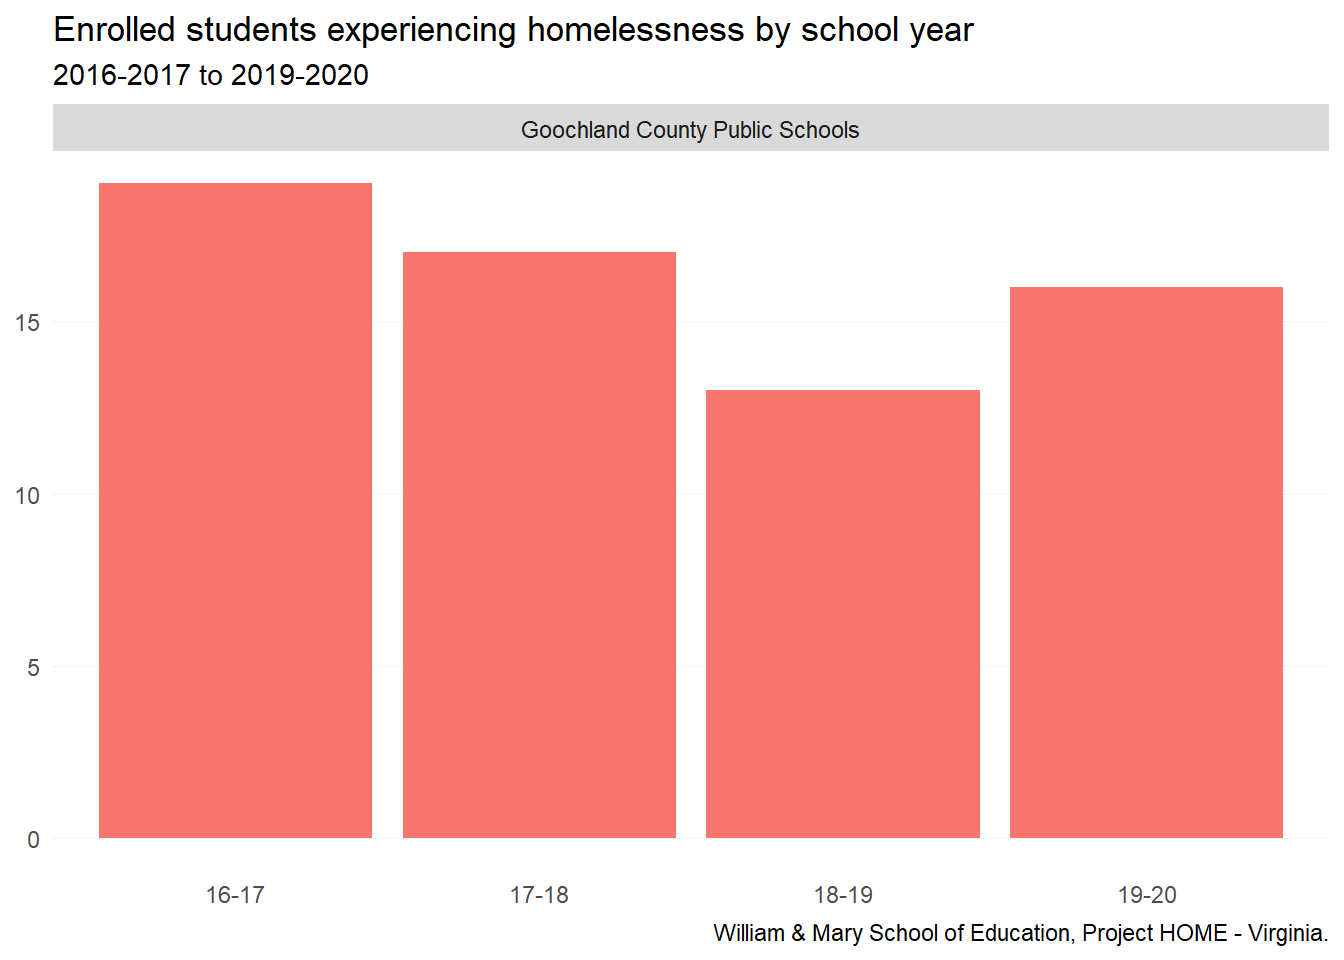 Enrolled students experiencing homelessness by school year
2016-2017 to 2019-2020
Goochland County Public Schools
15
10
5
0
16-17 17-18 18-19 19-20
William & Mary School of Education, Project HOME - Virginia.